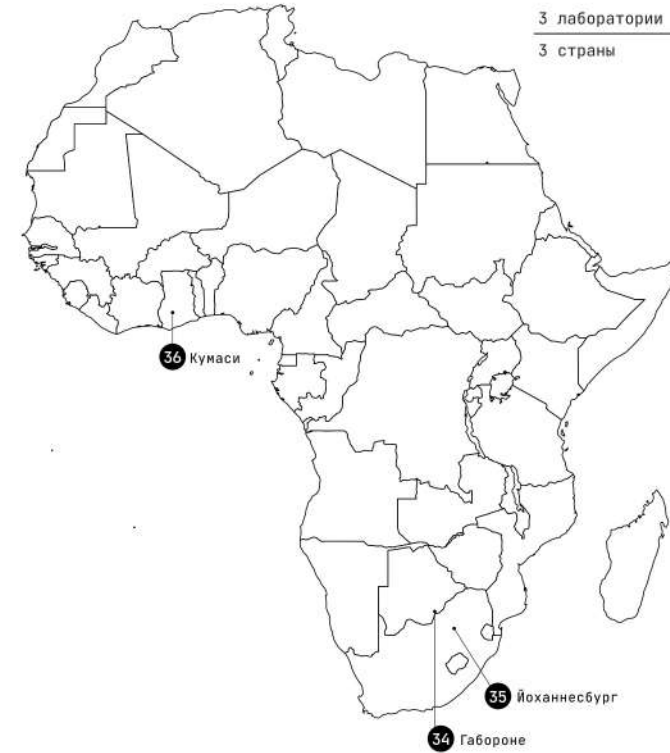 3 лаборатории
3 страны
36 Кумаси
35 Йоханнесбург
34 Габороне